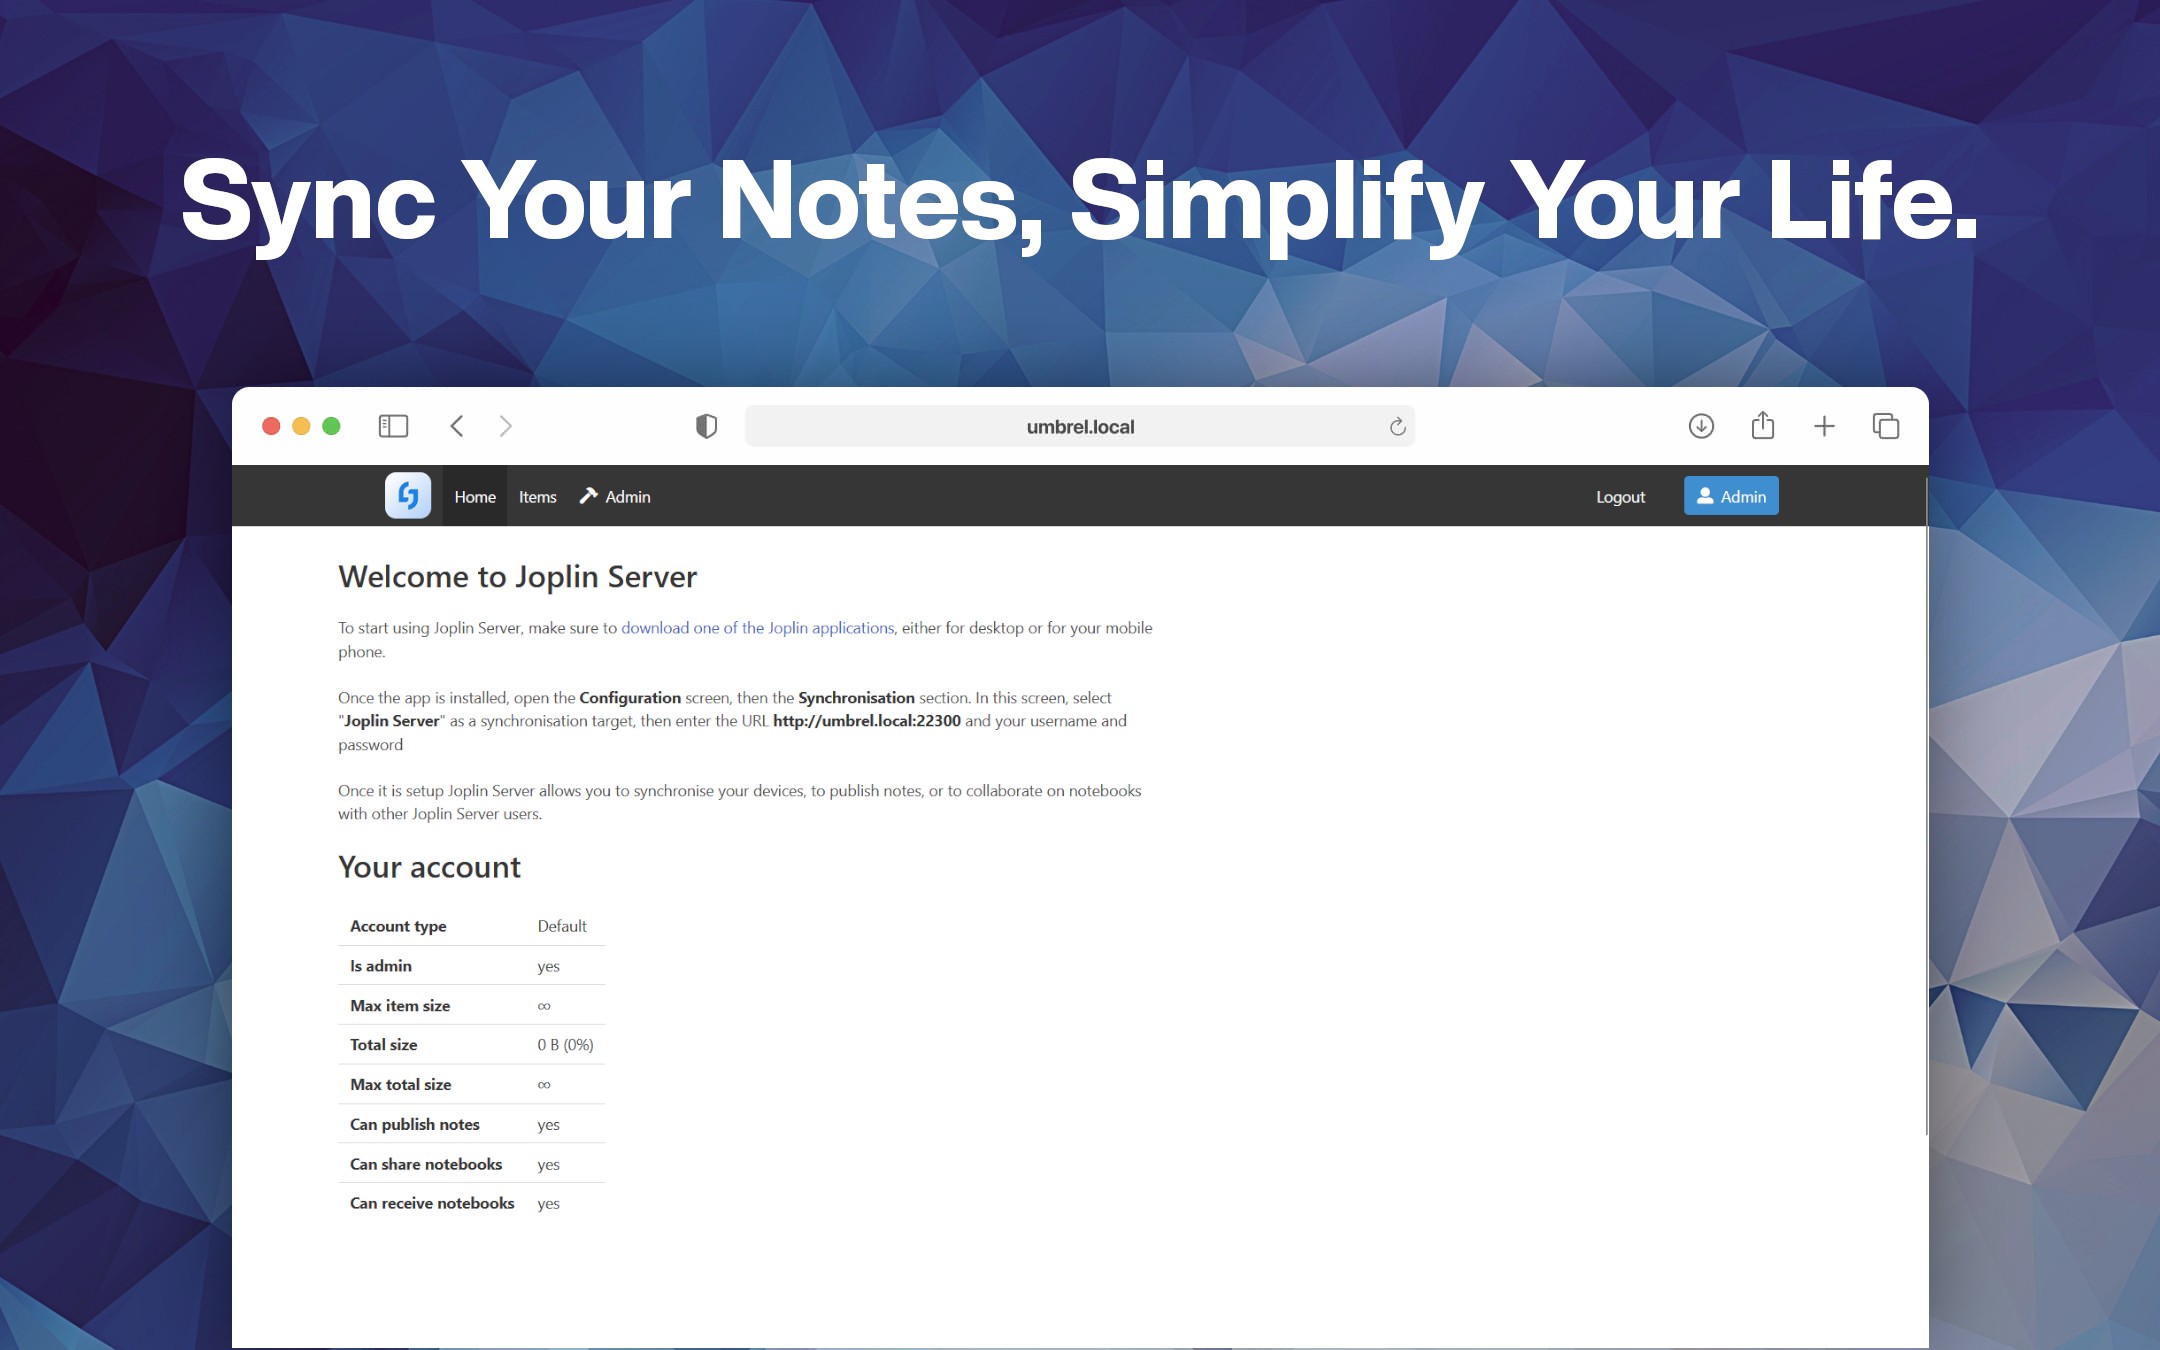 Sync Your Notes, Simplify Your Life.
umbrel.local
Home Items Admin Logout Admin
Welcome to Joplin Server
To start using Joplin Server, make sure to download one of the Joplin applications, either for desktop or for your mobile
phone.
Once the app is installed, open the Configuration screen, then the Synchronisation section. In this screen, select
"Joplin Server" as a synchronisation target, then enter the URL http://umbrel.local:22300 and your username and
password
Once it is setup Joplin Server allows you to synchronise your devices, to publish notes, or to collaborate on notebooks
with other Joplin Server users.
Your account
Account type Default
Is admin yes
Max item size ∞
Total size 0 B (0%)
Max total size ∞
Can publish notes yes
Can share notebooks yes
Can receive notebooks yes